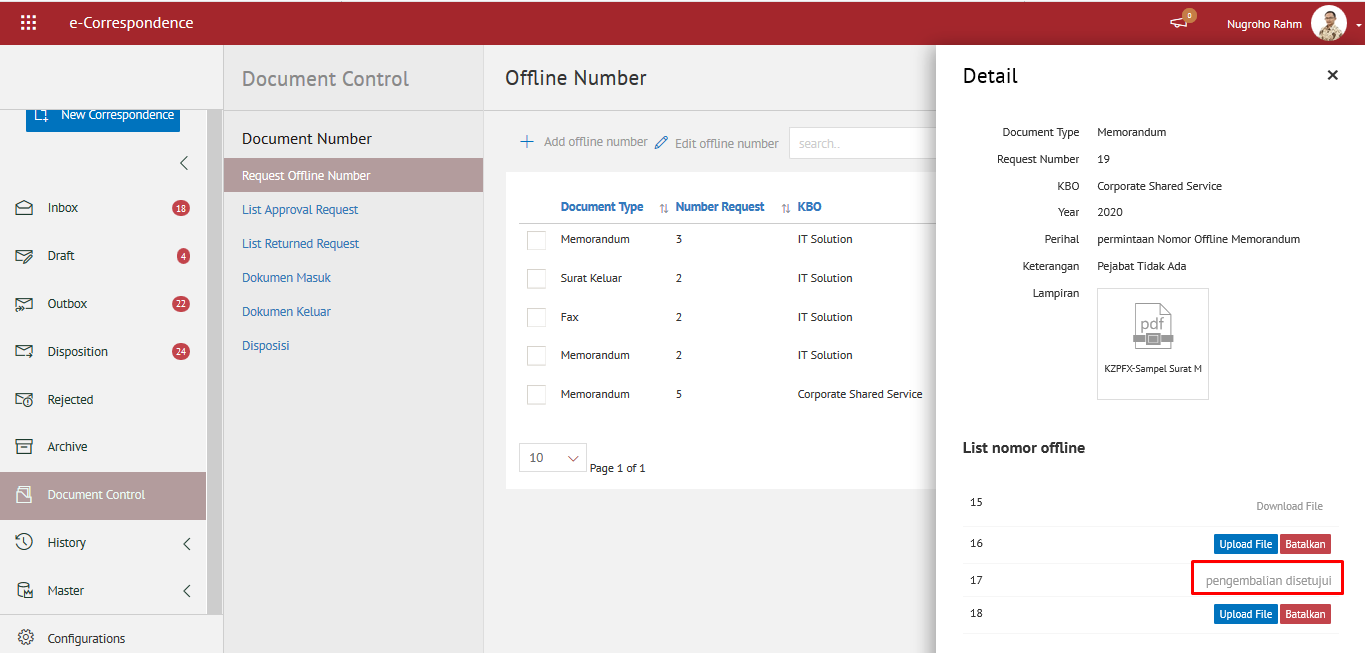 e-Correspondence
0
Nugroho Rahm
New Correspondence
Inbox 18
Draft 4
Outbox 22
Disposition 24
Rejected
Archive
Document Control
History
Master
Configurations
Document Control
Document Number
Request Offline Number
List Approval Request
List Returned Request
Dokumen Masuk
Dokumen Keluar
Disposisi
Offline Number
Add offline number Edit offline number search..
Document Type Number Request KBO
Memorandum 3 IT Solution
Surat Keluar 2 IT Solution
Fax 2 IT Solution
Memorandum 2 IT Solution
Memorandum 5 Corporate Shared Service
10 Page 1 of 1
Detail
Document Type Memorandum
Request Number 19
KBO Corporate Shared Service
Year 2020
Perihal permintaan Nomor Offline Memorandum
Keterangan Pejabat Tidak Ada
Lampiran
pdf
KZPFX-Sampel Surat M
List nomor offline
15 Download File
16 Upload File Batalkan
17 pengembalian disetujui
18 Upload File Batalkan